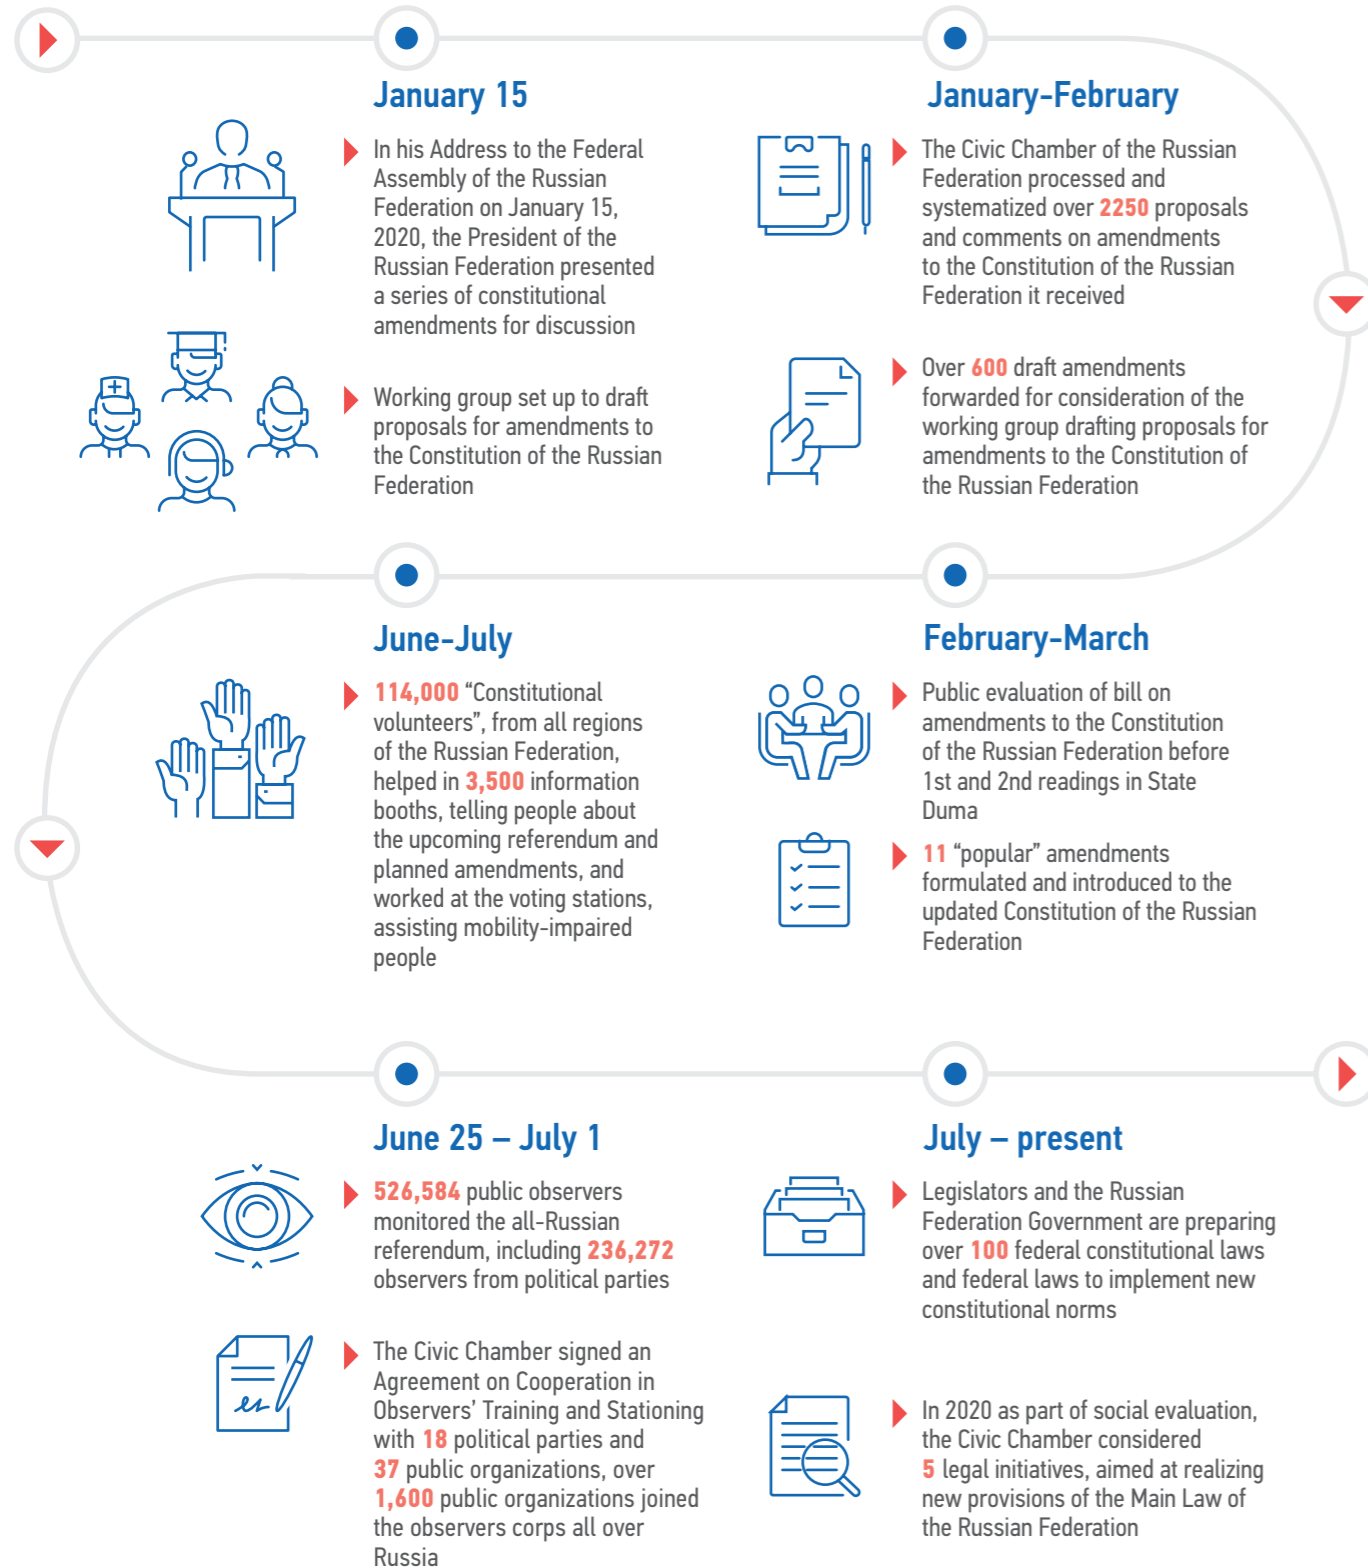 January 15
In his Address to the Federal
Assembly of the Russian
Federation on January 15,
2020, the President of the
Russian Federation presented
a series of constitutional
amendments for discussion
Working group set up to draft
proposals for amendments to
the Constitution of the Russian
Federation
January-February
The Civic Chamber of the Russian
Federation processed and
systematized over 2250 proposals
and comments on amendments
to the Constitution of the Russian
Federation it received
Over 600 draft amendments
forwarded for consideration of the
working group drafting proposals for
amendments to the Constitution of
the Russian Federation
February-March
Public evaluation of bill on
amendments to the Constitution
of the Russian Federation before
1st and 2nd readings in State
Duma
11 “popular” amendments
formulated and introduced to the
updated Constitution of the Russian
Federation
June-July
114,000 “Constitutional
volunteers”, from all regions
of the Russian Federation,
helped in 3,500 information
booths, telling people about
the upcoming referendum and
planned amendments, and
worked at the voting stations,
assisting mobility-impaired
people
June 25 – July 1
526,584 public observers
monitored the all-Russian
referendum, including 236,272
observers from political parties
The Civic Chamber signed an
Agreement on Cooperation in
Observers’ Training and Stationing
with 18 political parties and
37 public organizations, over
1,600 public organizations joined
the observers corps all over
Russia
July – present
Legislators and the Russian
Federation Government are preparing
over 100 federal constitutional laws
and federal laws to implement new
constitutional norms
In 2020 as part of social evaluation,
the Civic Chamber considered
5 legal initiatives, aimed at realizing
new provisions of the Main Law of
the Russian Federation